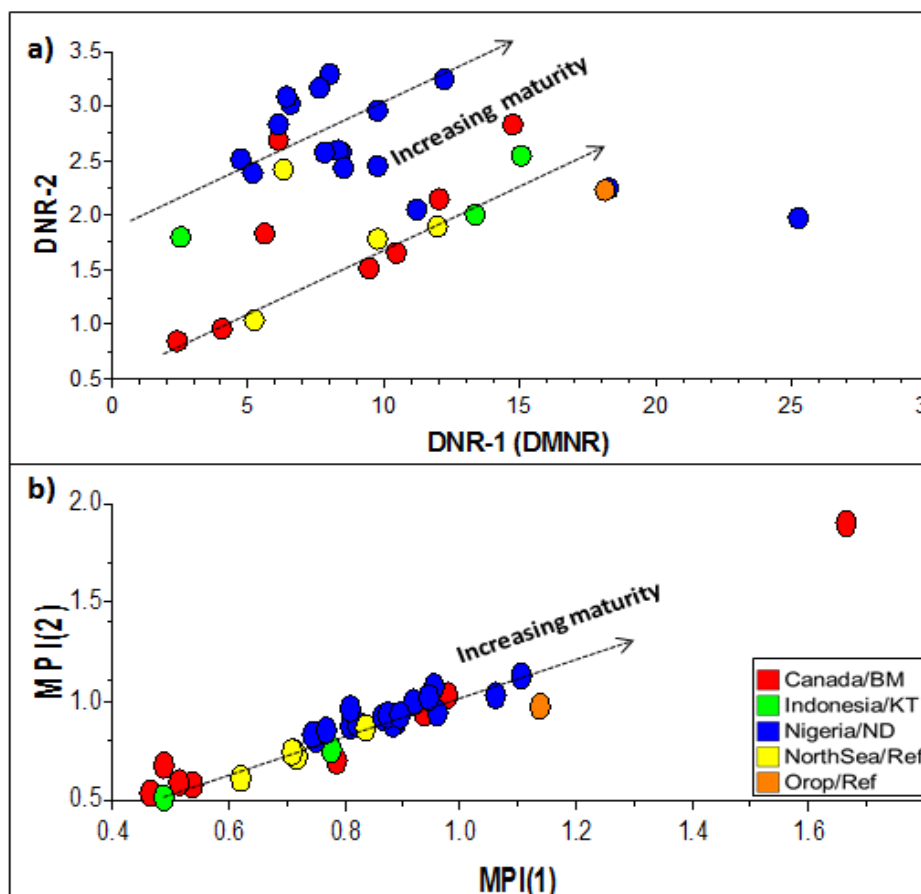 a)
3.5
3.0
2.5
2.0
1.5
1.0
0.5
DNR-2
Increasing maturity
0 5 10 15 20 25 3
DNR-1 (DMNR)
b)
2.0
1.5
1.0
0.5
MPI(2)
Increasing maturity
Canada/BM
Indonesia/KT
Nigeria/ND
NorthSea/Ref
Orop/Ref
0.4 0.6 0.8 1.0 1.2 1.4 1.6
MPI(1)